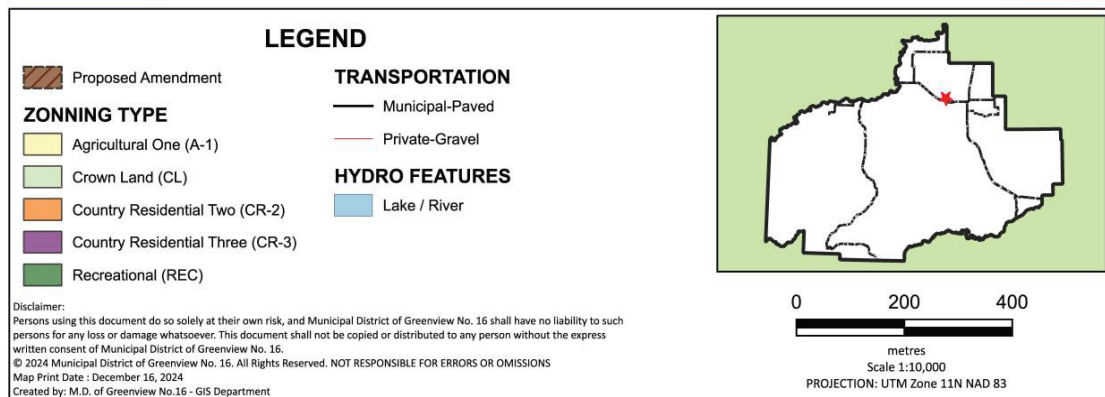 LEGEND
Proposed Amendment
ZONNING TYPE
Agricultural One (A-1)
Crown Land (CL)
Country Residential Two (CR-2)
Country Residential Three (CR-3)
Recreational (REC)
TRANSPORTATION
Municipal-Paved
Private-Gravel
HYDRO FEATURES
Lake / River
Disclaimer:
Persons using this document do so solely at their own risk, and Municipal District of Greenview No. 16 shall have no liability to such
persons for any loss or damage whatsoever. This document shall not be copied or distributed to any person without the express
written consent of Municipal District of Greenview No. 16.
© 2024 Municipal District of Greenview No. 16. All Rights Reserved. NOT RESPONSIBLE FOR ERRORS OR OMISSIONS
Map Print Date : December 16, 2024
Created by: M.D. of Greenview No.16 - GIS Department
0 200 400
metres
Scale 1:10,000
PROJECTION: UTM Zone 11N NAD 83